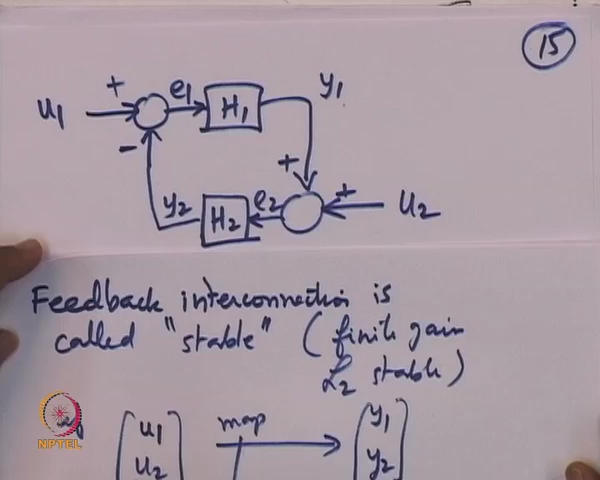 15
+ e1 H1 y1
u1
-
+
y2 H2 e2 + u2
Feedback interconnection is
called "stable" (finite gain
L2 stable)
if [u1 map [y1
u2] y2]
NPTEL